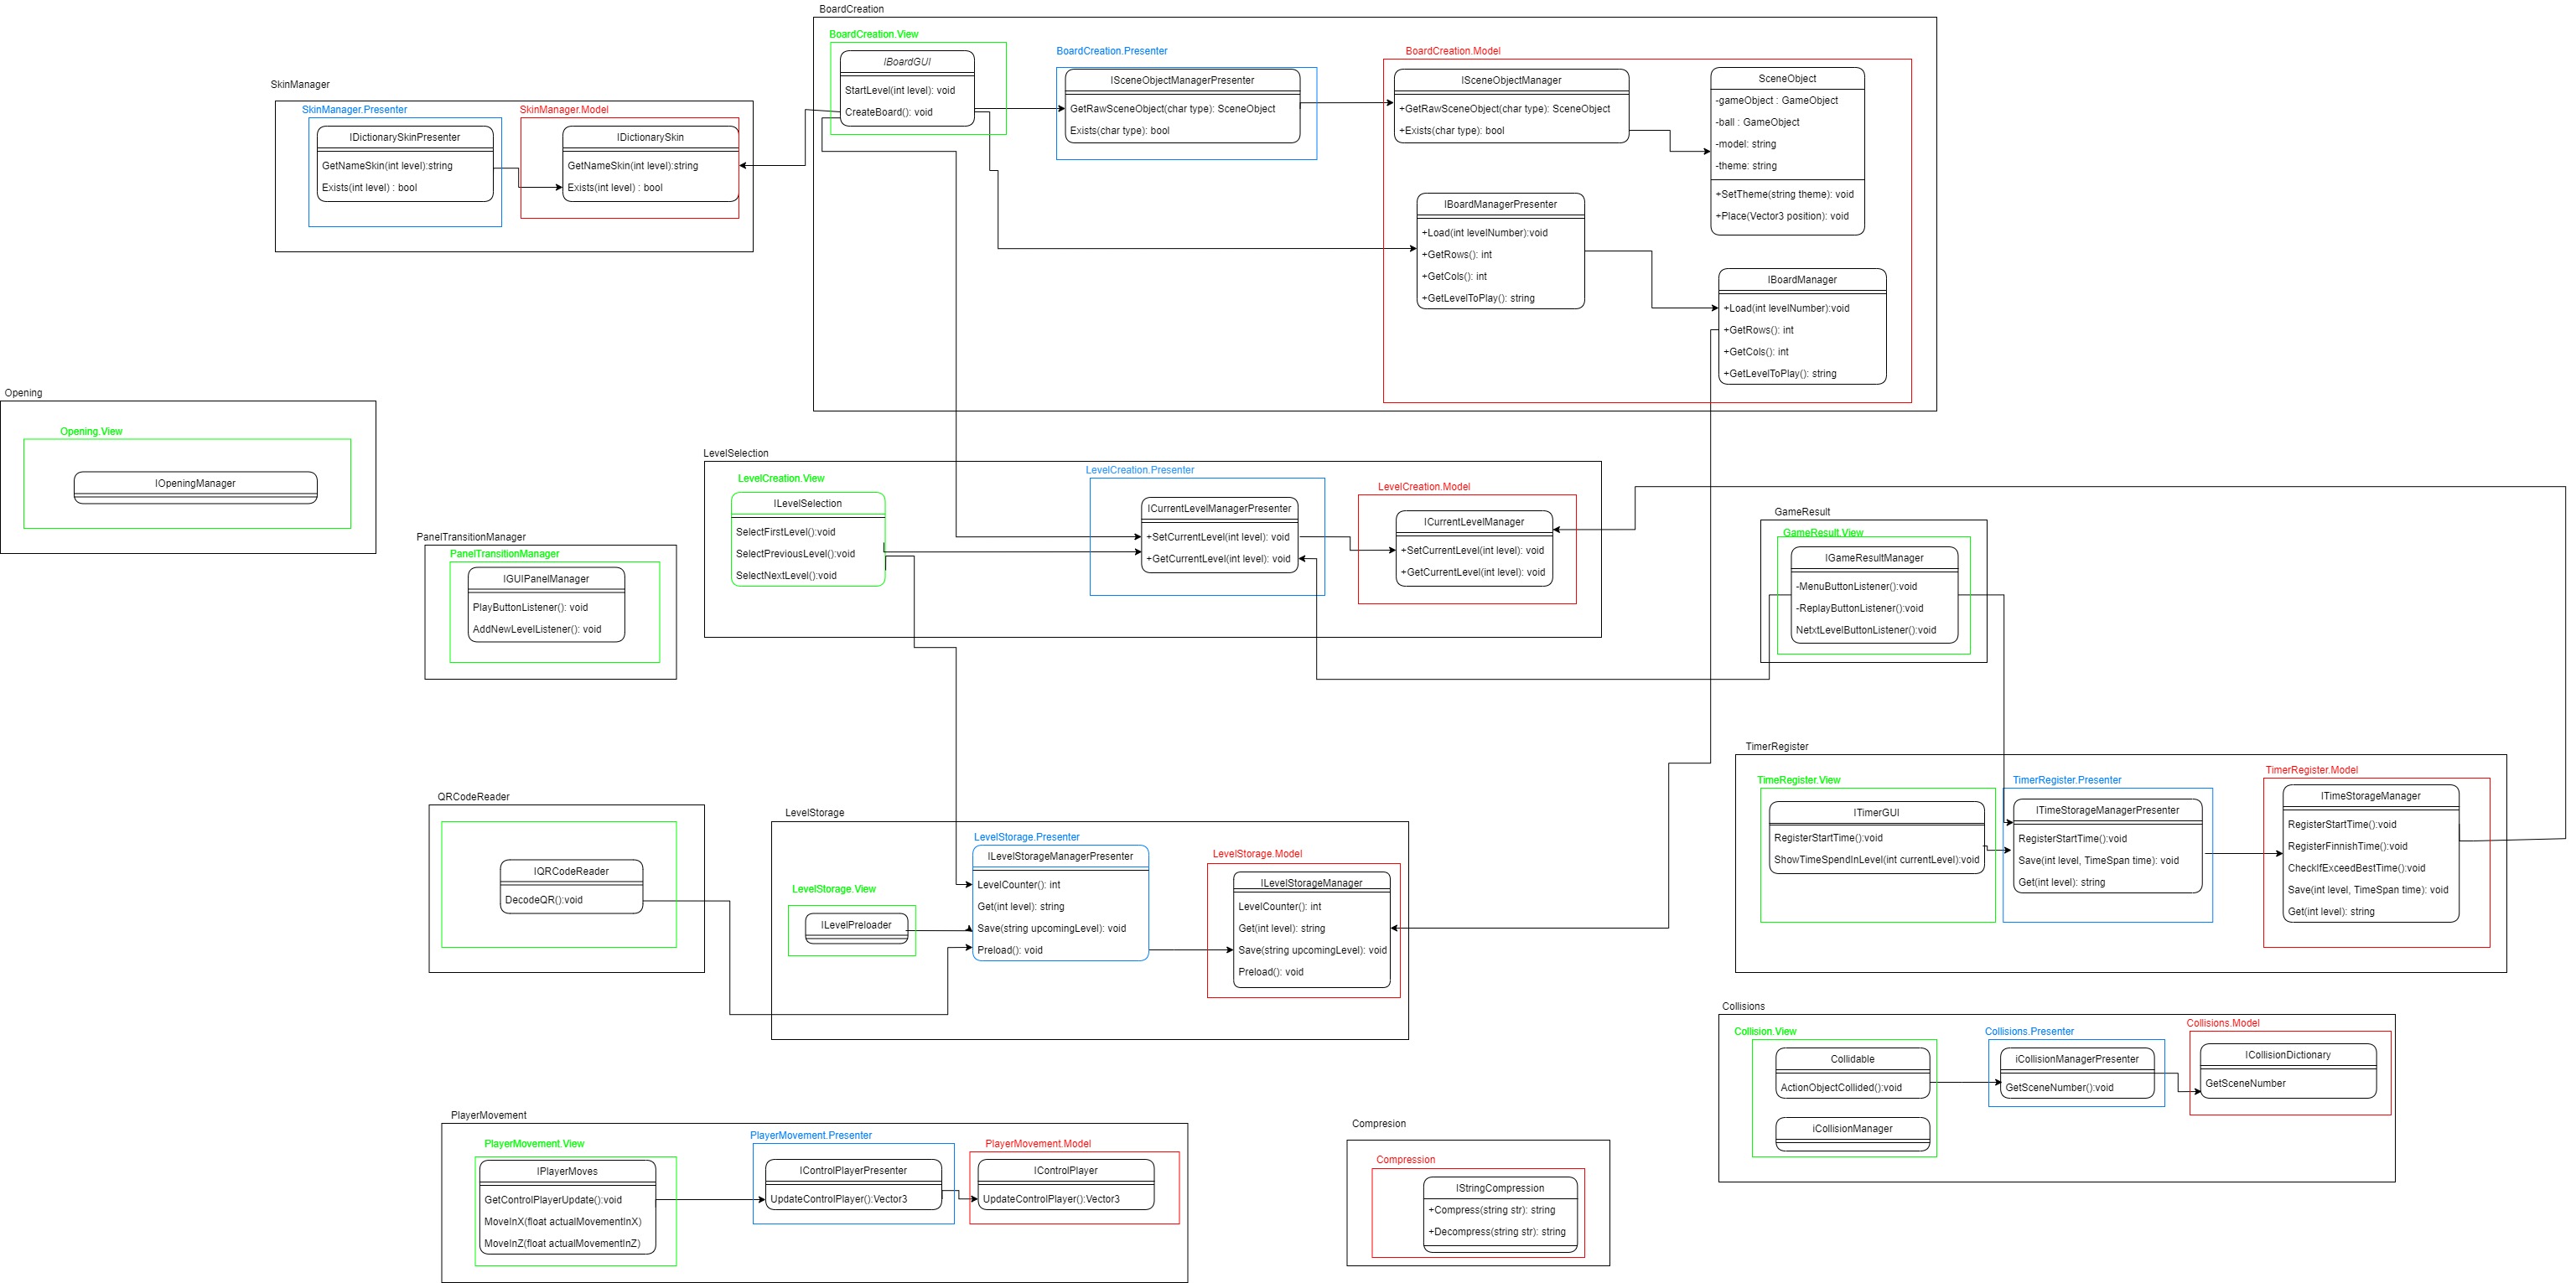 BoardCreation
BoardCreation.View
IBoardGUI
StartLevel(int level): void
CreateBoard(): void
BoardCreation.Presenter
ISceneObjectManagerPresenter
GetRawSceneObject(char type): SceneObject
Exists(char type): bool
BoardCreation.Model
ISceneObjectManager
+GetRawSceneObject(char type): SceneObject
+Exists(char type): bool
SceneObject
-gameObject : GameObject
-ball : GameObject
-model: string
-theme: string
+SetTheme(string theme): void
+Place(Vector3 position): void
IBoardManagerPresenter
+Load(int levelNumber):void
+GetRows(): int
+GetCols(): int
+GetLevelToPlay(): string
IBoardManager
+Load(int levelNumber):void
+GetRows(): int
+GetCols(): int
+GetLevelToPlay(): string
SkinManager
SkinManager.Presenter
IDictionarySkinPresenter
GetNameSkin(int level):string
Exists(int level) : bool
SkinManager.Model
IDictionarySkin
GetNameSkin(int level):string
Exists(int level) : bool
Opening
Opening.View
IOpeningManager
PanelTransitionManager
PanelTransitionManager
IGUIPanelManager
PlayButtonListener(): void
AddNewLevelListener(): void
LevelSelection
LevelCreation.View
ILevelSelection
SelectFirstLevel():void
SelectPreviousLevel():void
SelectNextLevel():void
LevelCreation.Presenter
ICurrentLevelManagerPresenter
+SetCurrentLevel(int level): void
+GetCurrentLevel(int level): void
LevelCreation.Model
ICurrentLevelManager
+SetCurrentLevel(int level): void
+GetCurrentLevel(int level): void
GameResult
GameResult.View
IGameResultManager
-MenuButtonListener():void
-ReplayButtonListener():void
NetxtLevelButtonListener():void
TimerRegister
TimeRegister.View
ITimerGUI
RegisterStartTime():void
ShowTimeSpendInLevel(int currentLevel):void
TimerRegister.Presenter
ITimeStorageManagerPresenter
RegisterStartTime():void
Save(int level, TimeSpan time): void
Get(int level): string
TimerRegister.Model
ITimeStorageManager
RegisterStartTime():void
RegisterFinnishTime():void
CheckIfExceedBestTime():void
Save(int level, TimeSpan time): void
Get(int level): string
QRCodeReader
IQRCodeReader
DecodeQR():void
LevelStorage
LevelStorage.View
ILevelPreloader
LevelStorage.Presenter
ILevelStorageManagerPresenter
LevelCounter(): int
Get(int level): string
Save(string upcomingLevel): void
Preload(): void
LevelStorage.Model
ILevelStorageManager
LevelCounter(): int
Get(int level): string
Save(string upcomingLevel): void
Preload(): void
Collisions
Collision.View
Collidable
ActionObjectCollided():void
iCollisionManager
Collisions.Presenter
iCollisionManagerPresenter
GetSceneNumber():void
Collisions.Model
ICollisionDictionary
GetSceneNumber
PlayerMovement
PlayerMovement.View
IPlayerMoves
GetControlPlayerUpdate():void
MoveInX(float actualMovementInX)
MoveInZ(float actualMovementInZ)
PlayerMovement.Presenter
IControlPlayerPresenter
UpdateControlPlayer():Vector3
PlayerMovement.Model
IControlPlayer
UpdateControlPlayer():Vector3
Compresion
Compression
IStringCompression
+Compress(string str): string
+Decompress(string str): string